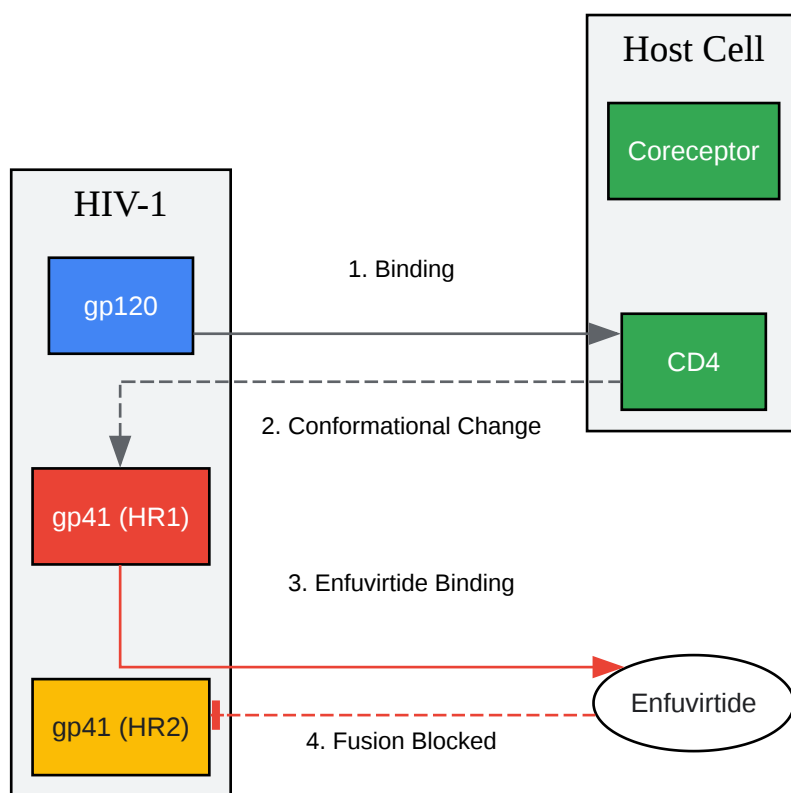 Host Cell
Coreceptor
HIV-1
gp120
1. Binding
CD4
2. Conformational Change
gp41 (HR1)
3. Enfuvirtide Binding
gp41 (HR2)
Enfuvirtide
4. Fusion Blocked